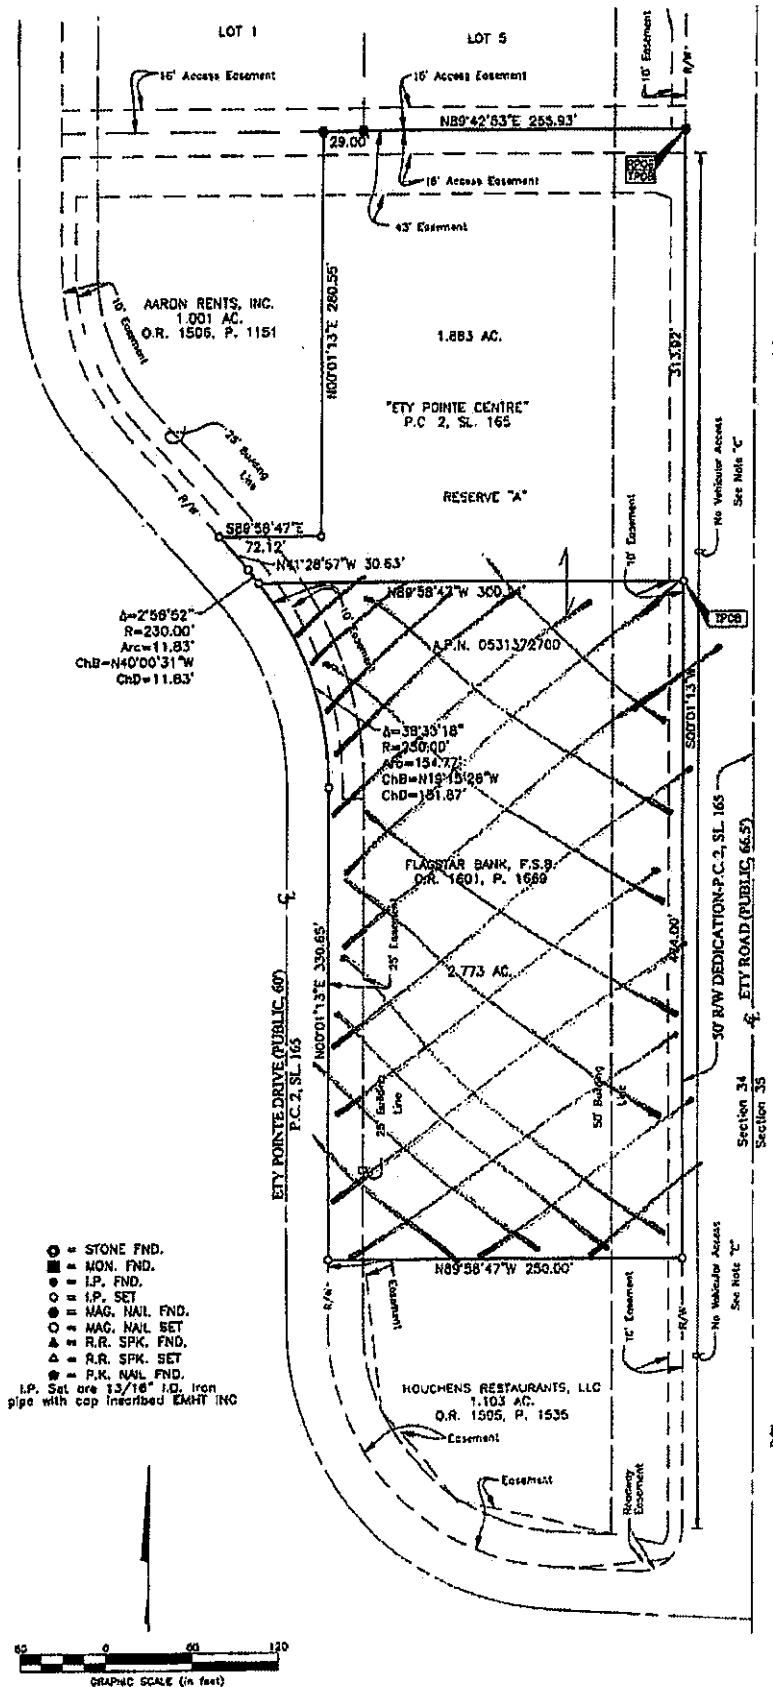 LOT 1
LOT 5
10' Easement
R/W
16' Access Easement
16' Access Easement
N89°42'53"E 255.93'
29.00'
16' Access Easement
43' Easement
N00°01'13"E 280.55'
AARON RENTS, INC.
1.001 AC.
O.R. 1506, P. 1151
10' Easement
1.883 AC.
313.92'
"ETY POINTE CENTRE"
P.C 2, SL. 165
25' Building
Line
No Vehicular Access
See Note "C"
R/W
RESERVE "A"
10' Easement
S89°58'47"E
72.12'
N41°28'57"W 30.63'
N89°58'47"W
10' Easement
TPOB
Δ=2°56'52"
R=230.00'
Arc=11.83'
ChB=N40°00'31"W
ChD=11.83'
A.P.N. 0531372700
S00°01'13"W
Δ=38°33'18"
R=230.00'
Arc=154.77'
ChB=N19°15'26"W
ChD=151.87'
FLAGSTAR BANK, F.S.B.
O.R. 1601, P. 1669
25' Easement
2.773 AC.
N00°01'13"E 330.65'
ETY POINTE DRIVE (PUBLIC, 60')
P.C. 2, SL. 165
50' R/W DEDICATION-P.C. 2, SL. 165
ETY ROAD (PUBLIC, 66.5')
25' Building
Line
50' Building
Line
Section 34
Section 35
= STONE FND.
= MON. FND.
= I.P. FND.
= I.P. SET
= MAG. NAIL FND.
= MAG. NAIL SET
= R.R. SPK. FND.
= R.R. SPK. SET
= P.K. NAIL FND.
I.P. Set are 13/16" I.D. iron
pipe with cap inscribed EMHT INC
N89°58'47"W 250.00'
R/W
Easement
R/W
No Vehicular Access
See Note "C"
HOUCHENS RESTAURANTS, LLC
1.103 AC.
O.R. 1505, P. 1535
Easement
Easement
Roadway
Easement
60 0 60 120
GRAPHIC SCALE (in feet)